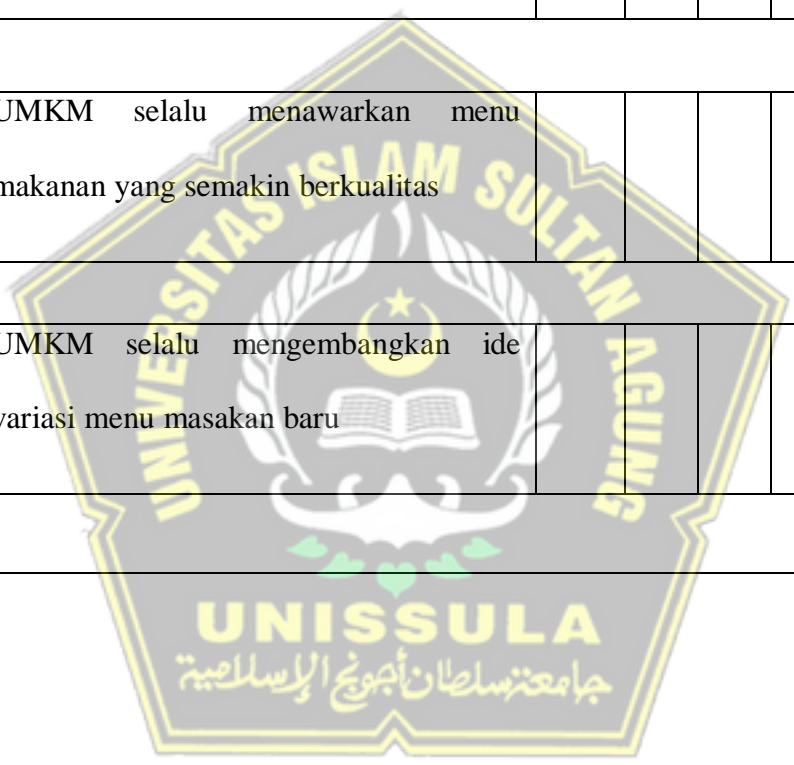 UMKM selalu menawarkan menu
makanan yang semakin berkualitas
UMKM selalu mengembangkan ide
variasi menu masakan baru
UNIVERSITAS ISLAM SULTAN AGUNG
UNISSULA
جامعة سلطان أجونج الإسلامية